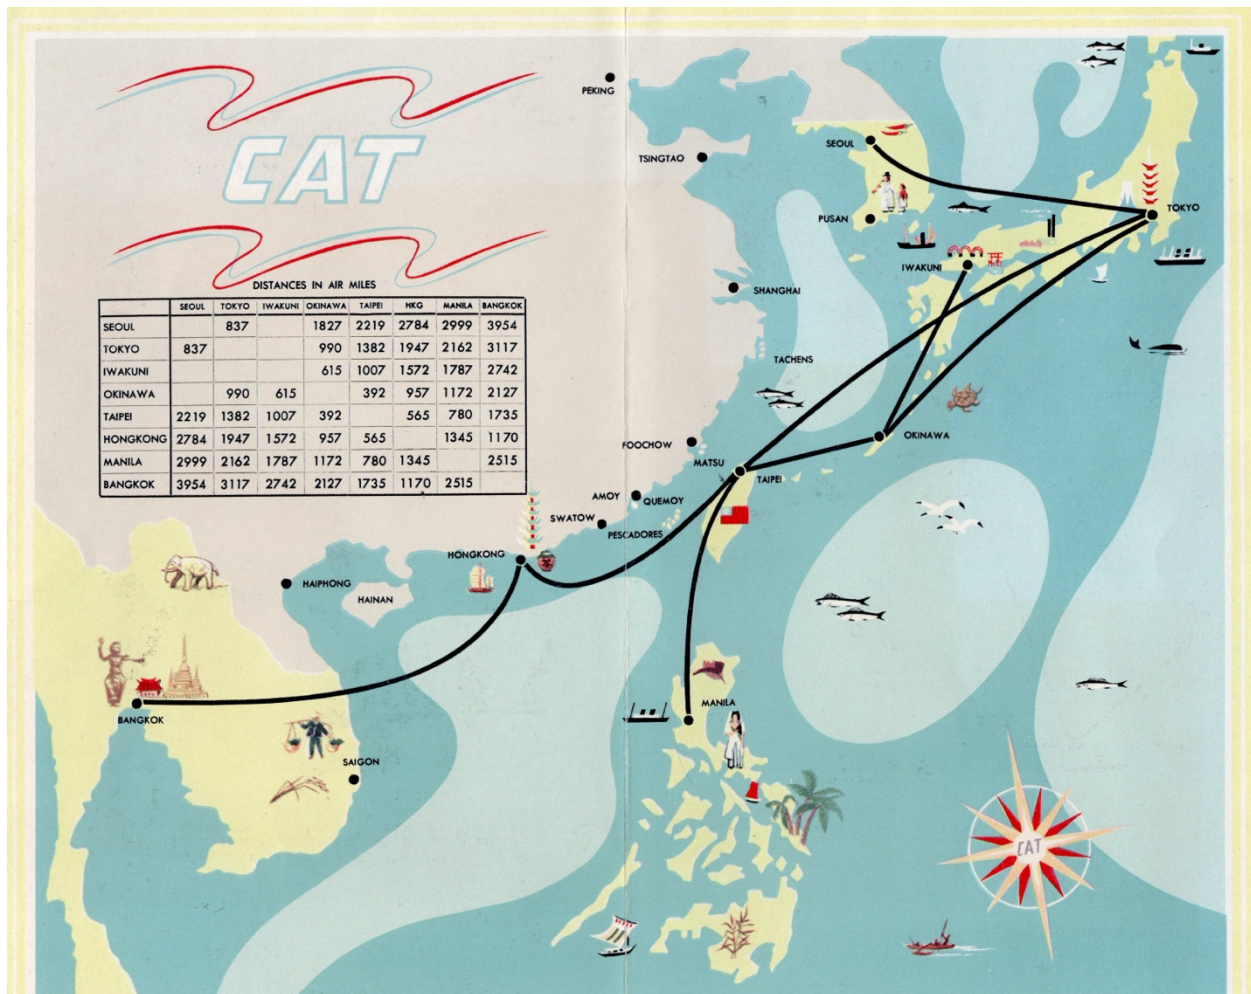 CAT
DISTANCES IN AIR MILES
SEOUL TOKYO IWAKUNI OKINAWA TAIPEI HKG MANILA BANGKOK
SEOUL 837 1827 2219 2784 2999 3954
TOKYO 837 990 1382 1947 2162 3117
IWAKUNI 615 1007 1572 1787 2742
OKINAWA 990 615 392 957 1172 2127
TAIPEI 2219 1382 1007 392 565 780 1735
HONGKONG 2784 1947 1572 957 565 1345 1170
MANILA 2999 2162 1787 1172 780 1345 2515
BANGKOK 3954 3117 2742 2127 1735 1170 2515
PEKING
TSINGTAO
SEOUL
PUSAN
TOKYO
IWAKUNI
SHANGHAI
TACHENS
OKINAWA
FOOCHOW
MATSU
TAIPEI
AMOY
QUEMOY
SWATOW
PESCADORES
HONGKONG
HAIPHONG
HAINAN
BANGKOK
MANILA
SAIGON
CAT